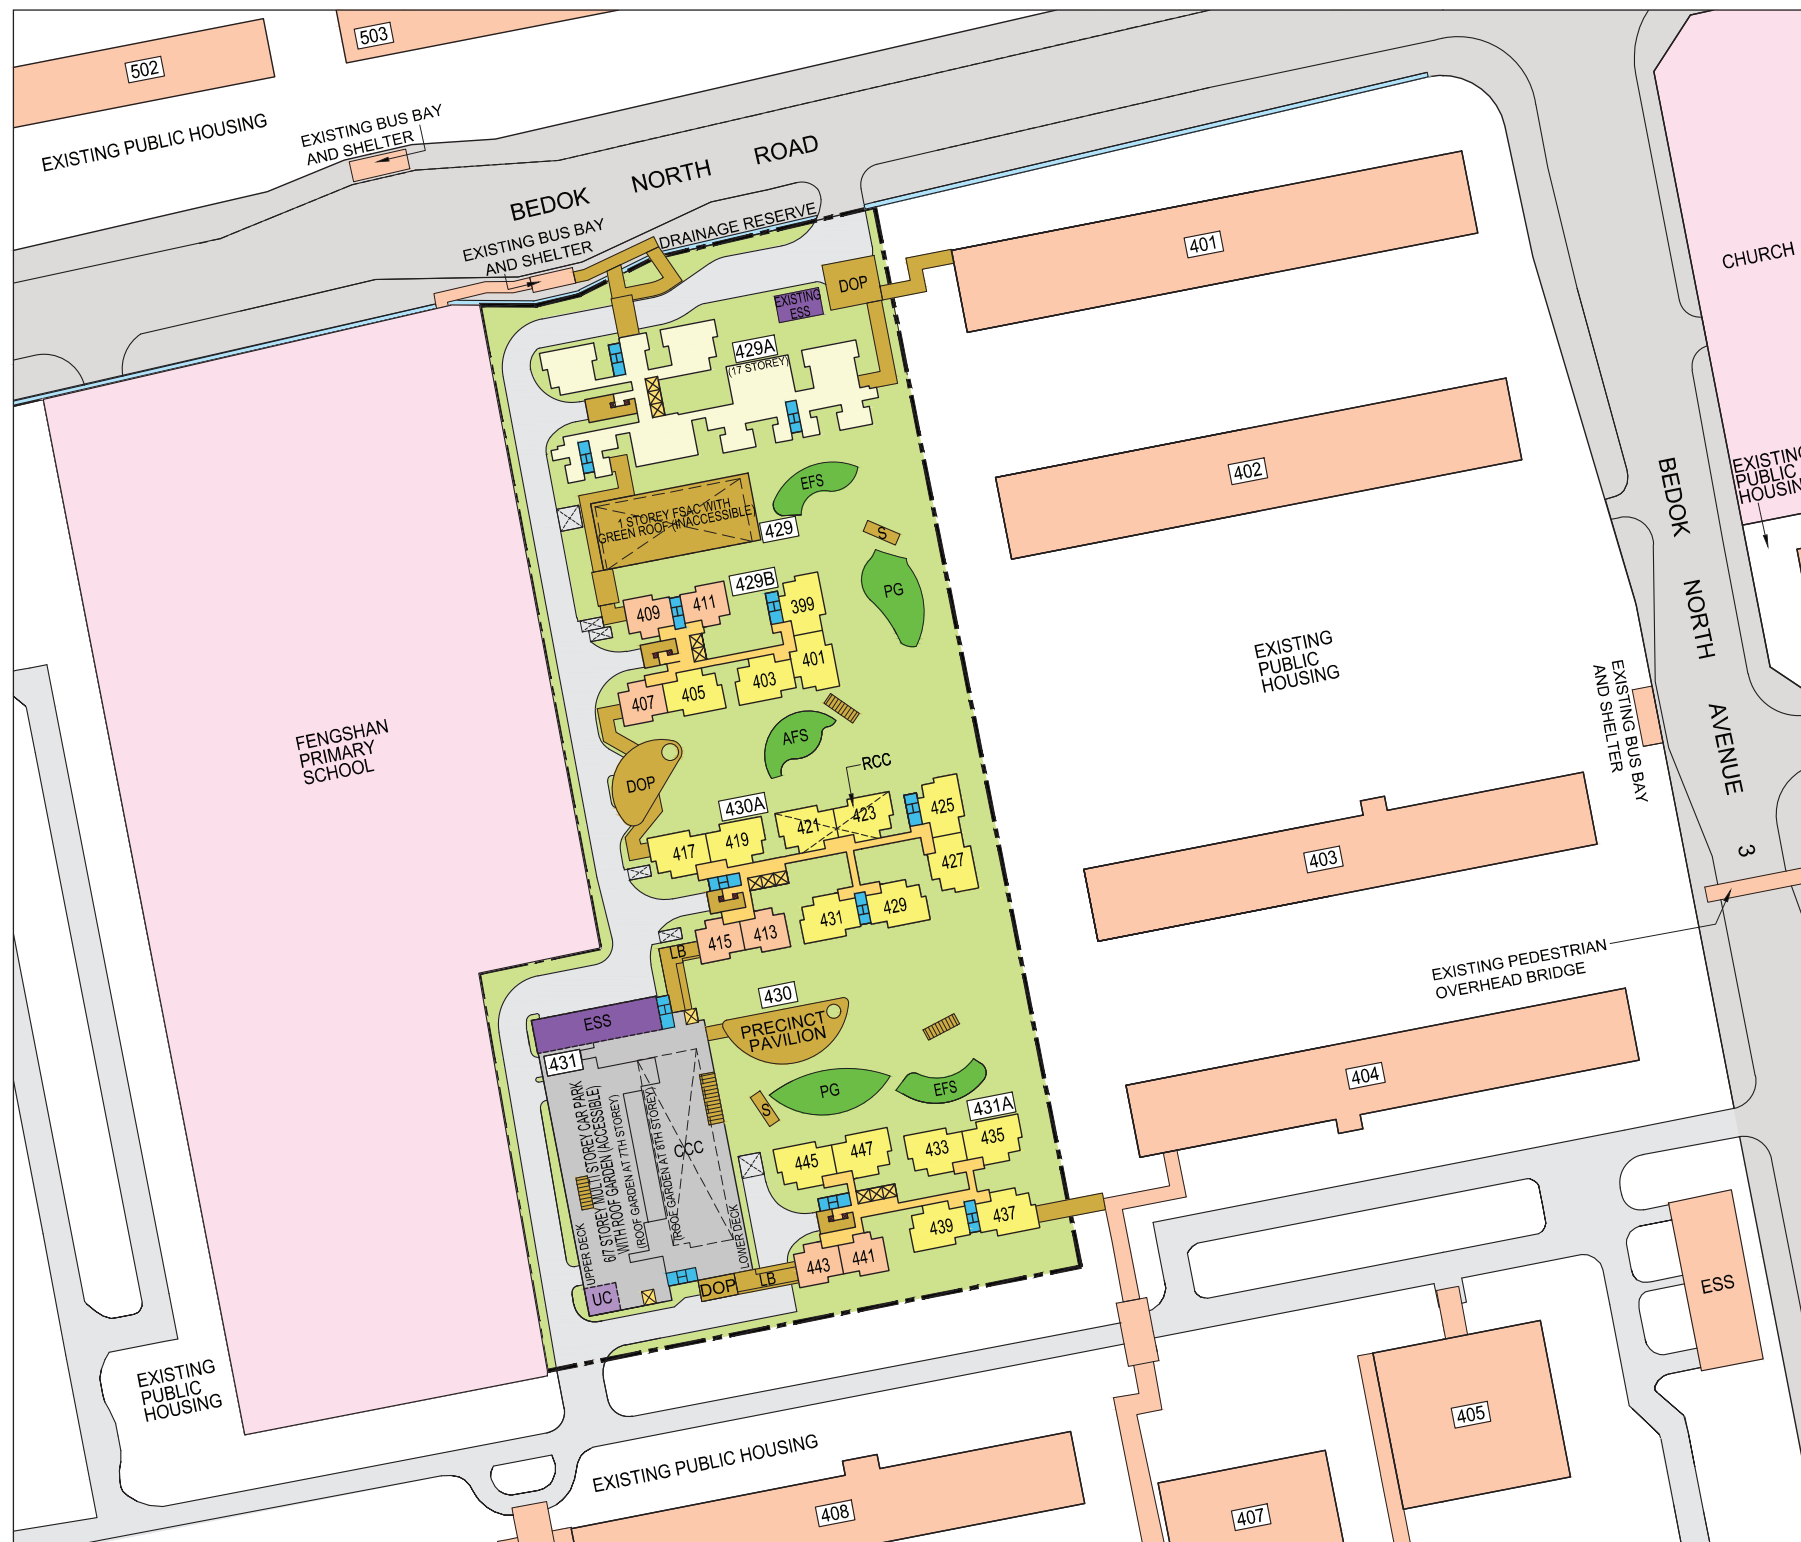 503
502
EXISTING PUBLIC HOUSING
EXISTING BUS BAY
AND SHELTER
BEDOK NORTH ROAD
EXISTING BUS BAY
AND SHELTER
DRAINAGE RESERVE
CHURCH
401
DOP
EXISTING
ESS
429A
(17 STOREY)
402
EXISTING
PUBLIC
HOUSIN
BEDOK NORTH AVENUE 3
EFS
1 STOREY FSAC WITH
GREEN ROOF (INACCESSIBLE)
429
S
PG
429B
409
411
399
401
403
405
407
EXISTING
PUBLIC
HOUSING
EXISTING BUS BAY
AND SHELTER
FENGSHAN
PRIMARY
SCHOOL
AFS
DOP
RCC
430A
417
419
421
423
425
427
429
431
413
415
403
LB
EXISTING PEDESTRIAN
OVERHEAD BRIDGE
430
PRECINCT
PAVILION
ESS
431
6/7 STOREY MULTI STOREY CAR PARK
WITH ROOF GARDEN (ACCESSIBLE)
(ROOF GARDEN AT 7TH STOREY)
(ROOF GARDEN AT 8TH STOREY)
CCC
UPPER DECK
LOWER DECK
S
PG
EFS
431A
404
445
447
433
435
437
439
441
443
UC
DOP
LB
ESS
EXISTING
PUBLIC
HOUSING
405
EXISTING PUBLIC HOUSING
408
407